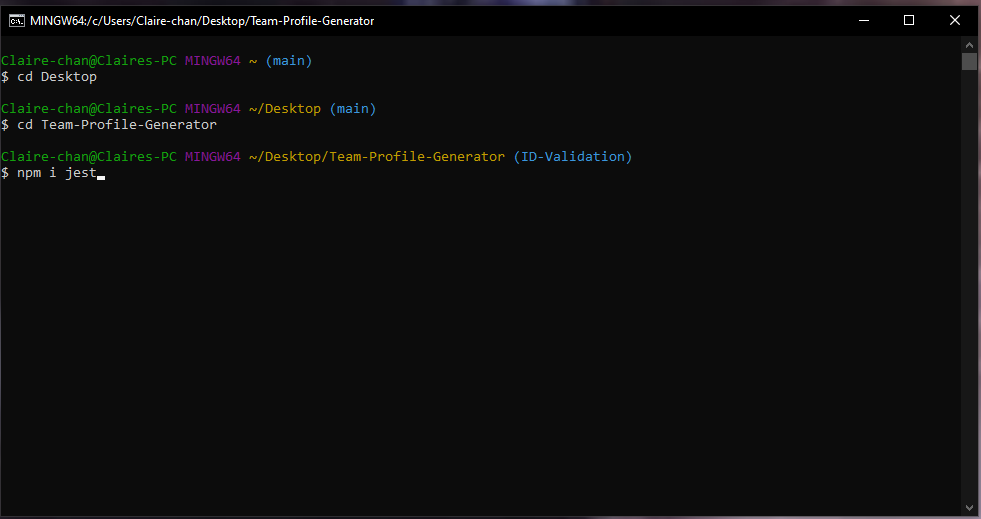 MINGW64:/c/Users/Claire-chan/Desktop/Team-Profile-Generator
Claire-chan@Claires-PC MINGW64 ~ (main)
$ cd Desktop
Claire-chan@Claires-PC MINGW64 ~/Desktop (main)
$ cd Team-Profile-Generator
Claire-chan@Claires-PC MINGW64 ~/Desktop/Team-Profile-Generator (ID-Validation)
$ npm i jest